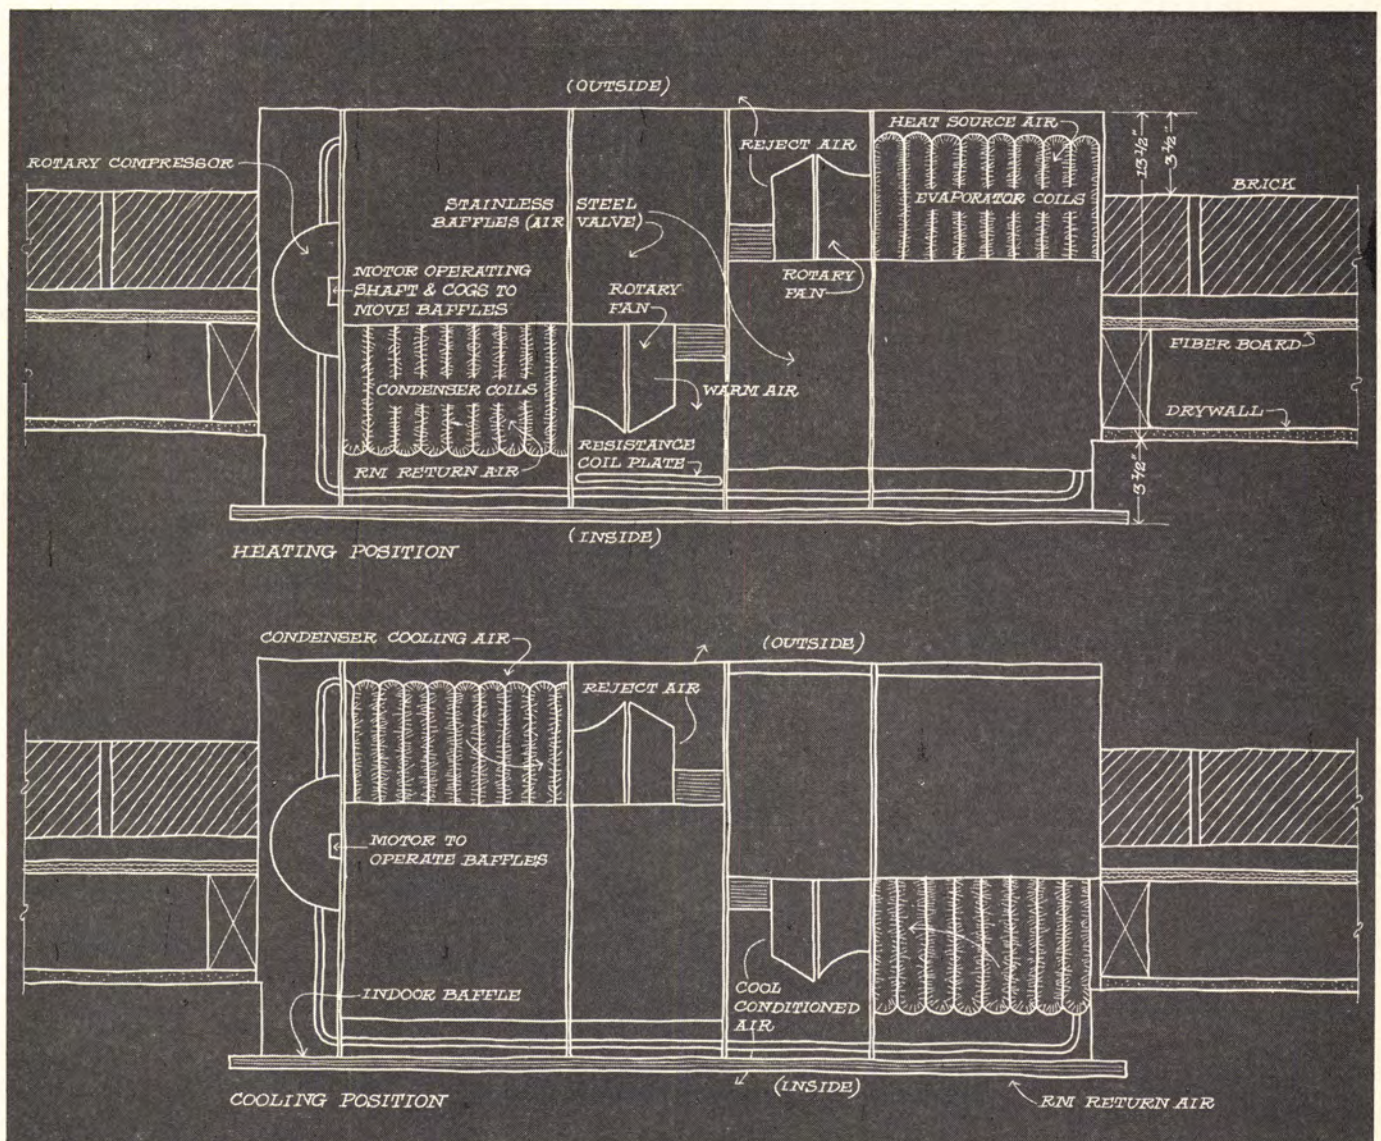 (OUTSIDE)
HEAT SOURCE AIR
REJECT AIR
13 1/2"
3 1/2"
ROTARY COMPRESSOR
BRICK
STAINLESS STEEL
BAFFLES (AIR VALVE)
EVAPORATOR COILS
MOTOR OPERATING
SHAFT & COGS TO
MOVE BAFFLES
ROTARY
FAN
ROTARY
FAN
FIBER BOARD
CONDENSER COILS
WARM AIR
DRYWALL
RESISTANCE
COIL PLATE
RM RETURN AIR
3 1/2"
(INSIDE)
HEATING POSITION
CONDENSER COOLING AIR
(OUTSIDE)
REJECT AIR
MOTOR TO
OPERATE BAFFLES
INDOOR BAFFLE
COOL
CONDITIONED
AIR
(INSIDE)
COOLING POSITION
RM RETURN AIR